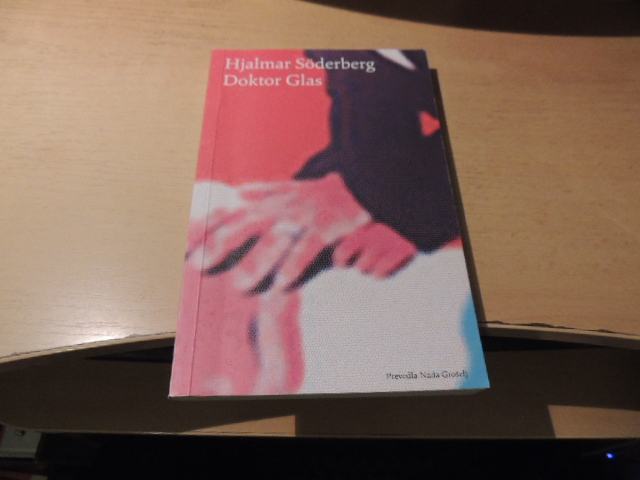 Hjalmar Söderberg
Doktor Glas
Prevedla Nada Grošelj